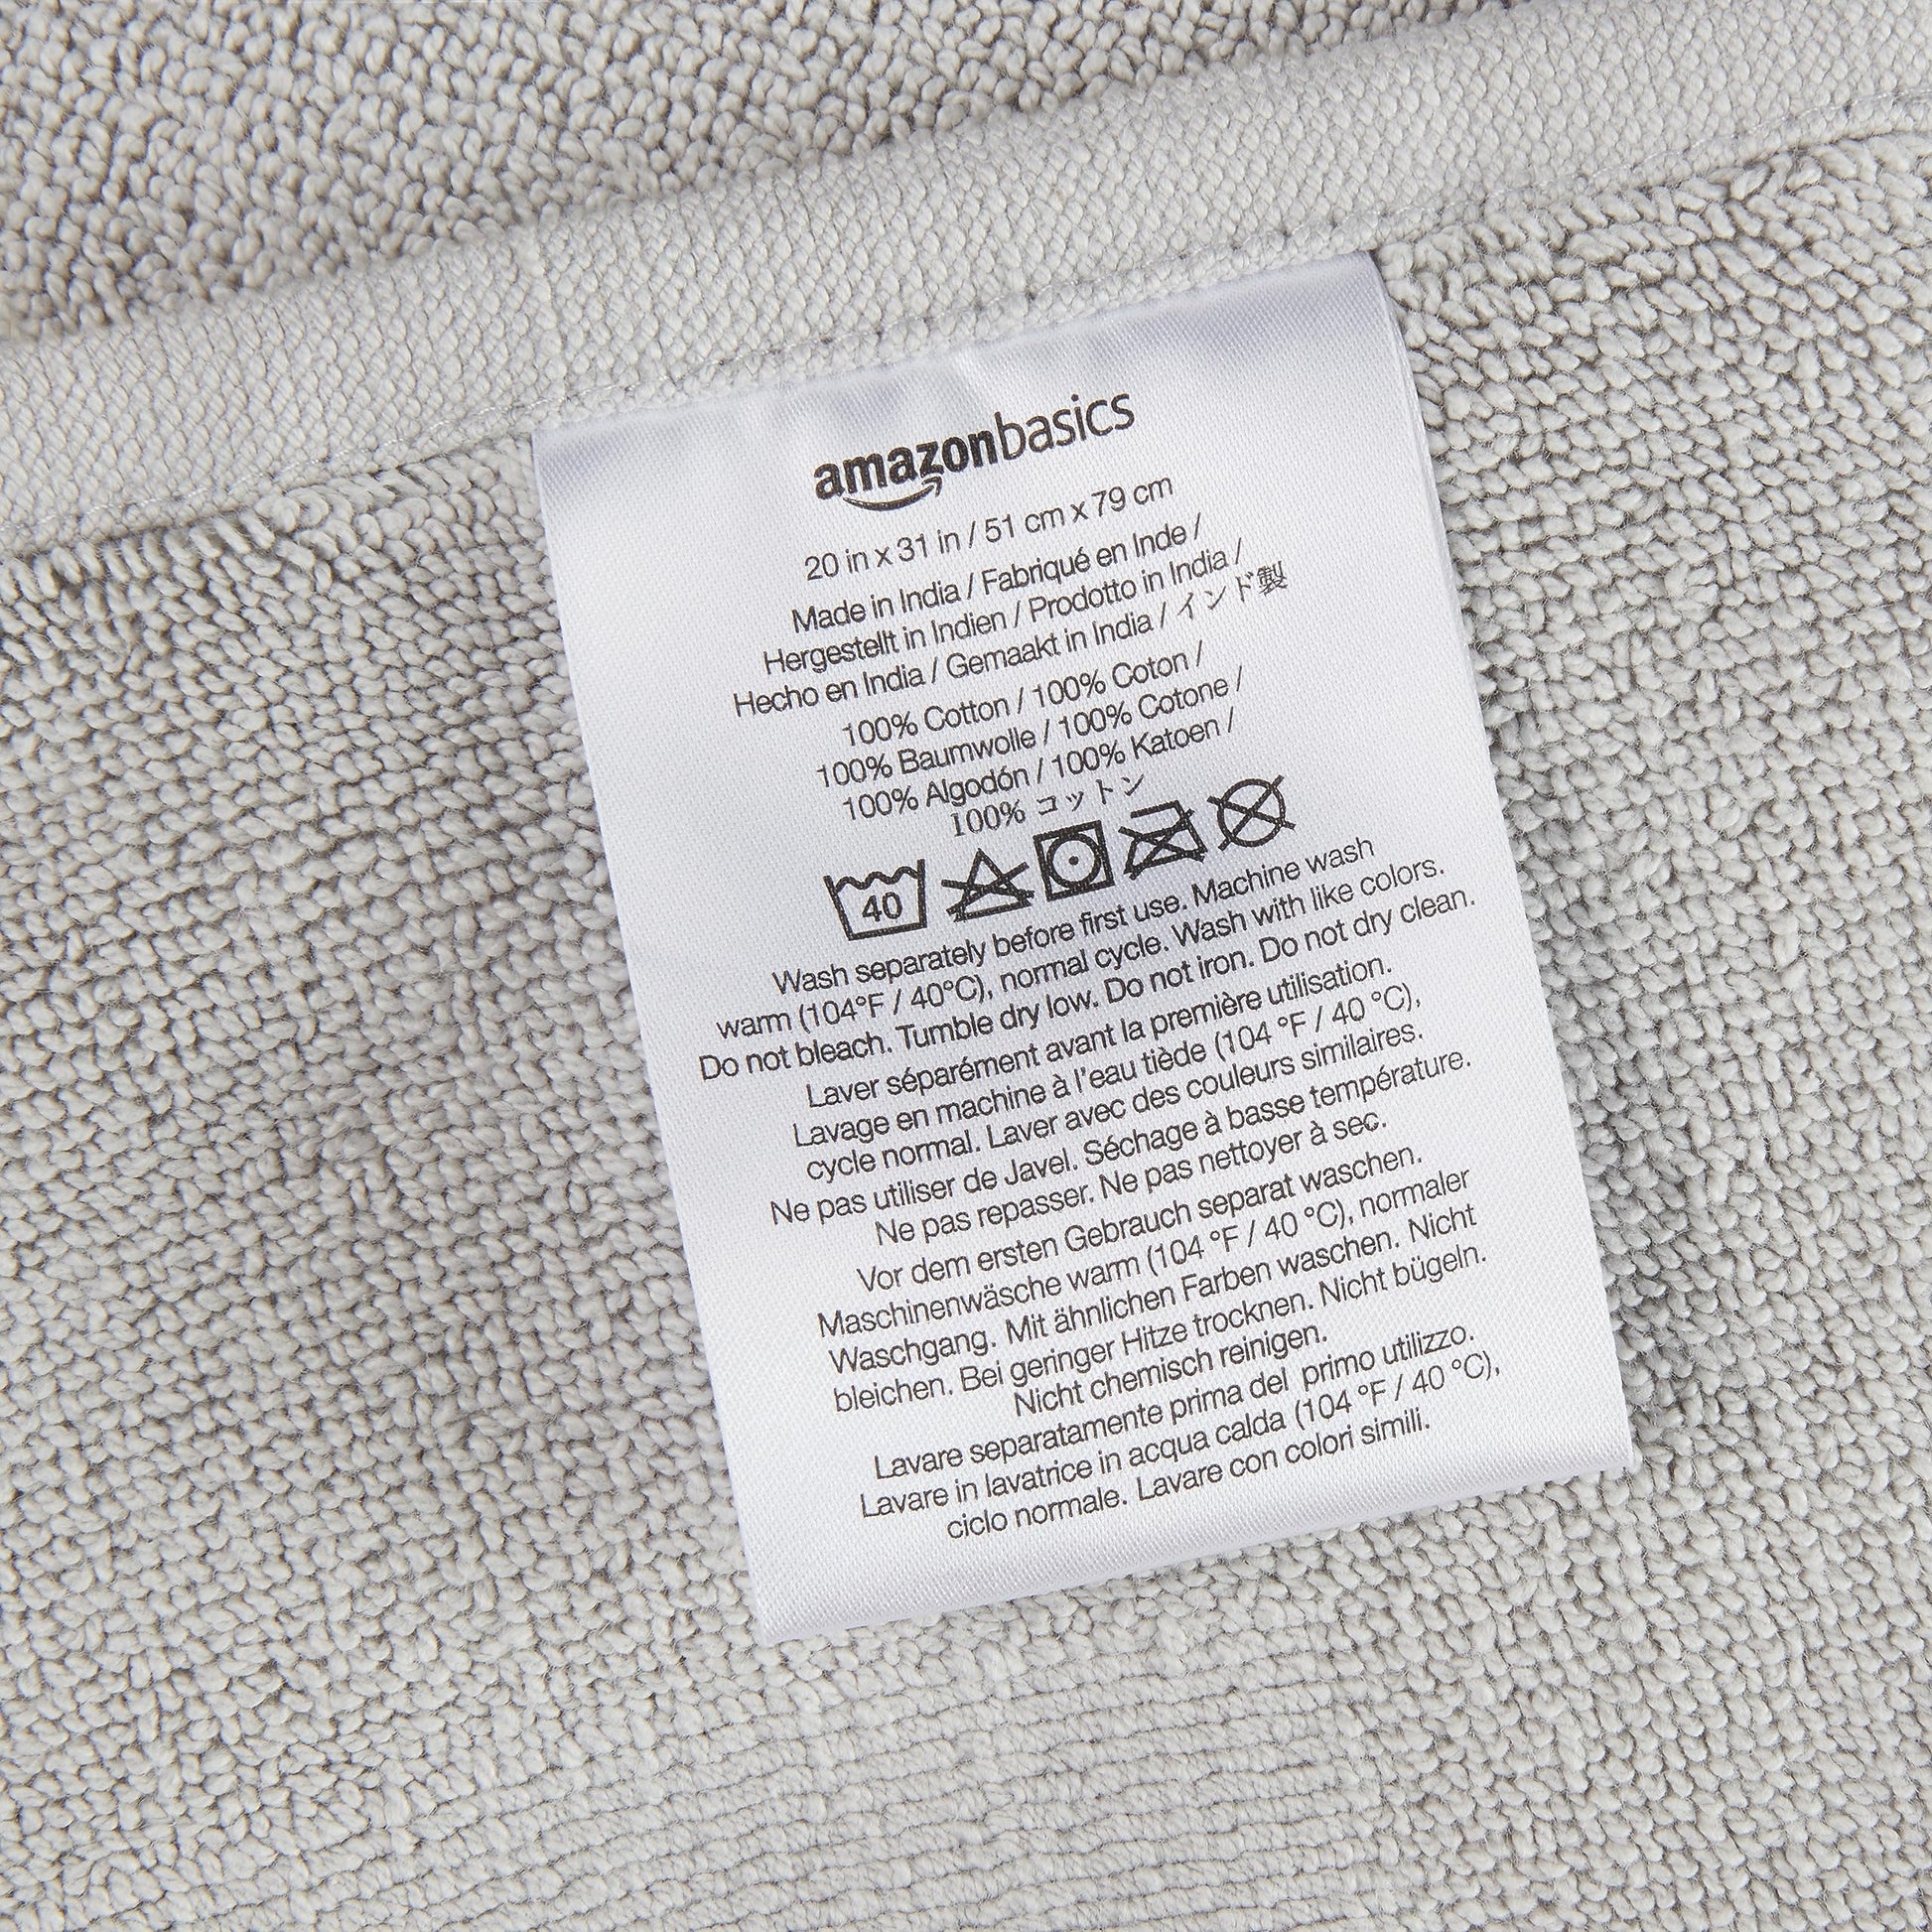 amazonbasics
20 in x 31 in / 51 cm x 79 cm
Made in India / Fabriqué en Inde /
Hergestellt in Indien / Prodotto in India /
Hecho en India / Gemaakt in India / インド製
100% Cotton / 100% Coton /
100% Baumwolle / 100% Cotone /
100% Algodón / 100% Katoen /
100% コットン
40
Wash separately before first use. Machine wash
warm (104°F / 40°C), normal cycle. Wash with like colors.
Do not bleach. Tumble dry low. Do not iron. Do not dry clean.
Laver séparément avant la première utilisation.
Lavage en machine à l'eau tiède (104 °F / 40 °C),
cycle normal. Laver avec des couleurs similaires.
Ne pas utiliser de Javel. Séchage à basse température.
Ne pas repasser. Ne pas nettoyer à sec.
Vor dem ersten Gebrauch separat waschen.
Maschinenwäsche warm (104 °F / 40 °C), normaler
Waschgang. Mit ähnlichen Farben waschen. Nicht
bleichen. Bei geringer Hitze trocknen. Nicht bügeln.
Nicht chemisch reinigen.
Lavare separatamente prima del primo utilizzo.
Lavare in lavatrice in acqua calda (104 °F / 40 °C),
ciclo normale. Lavare con colori simili.